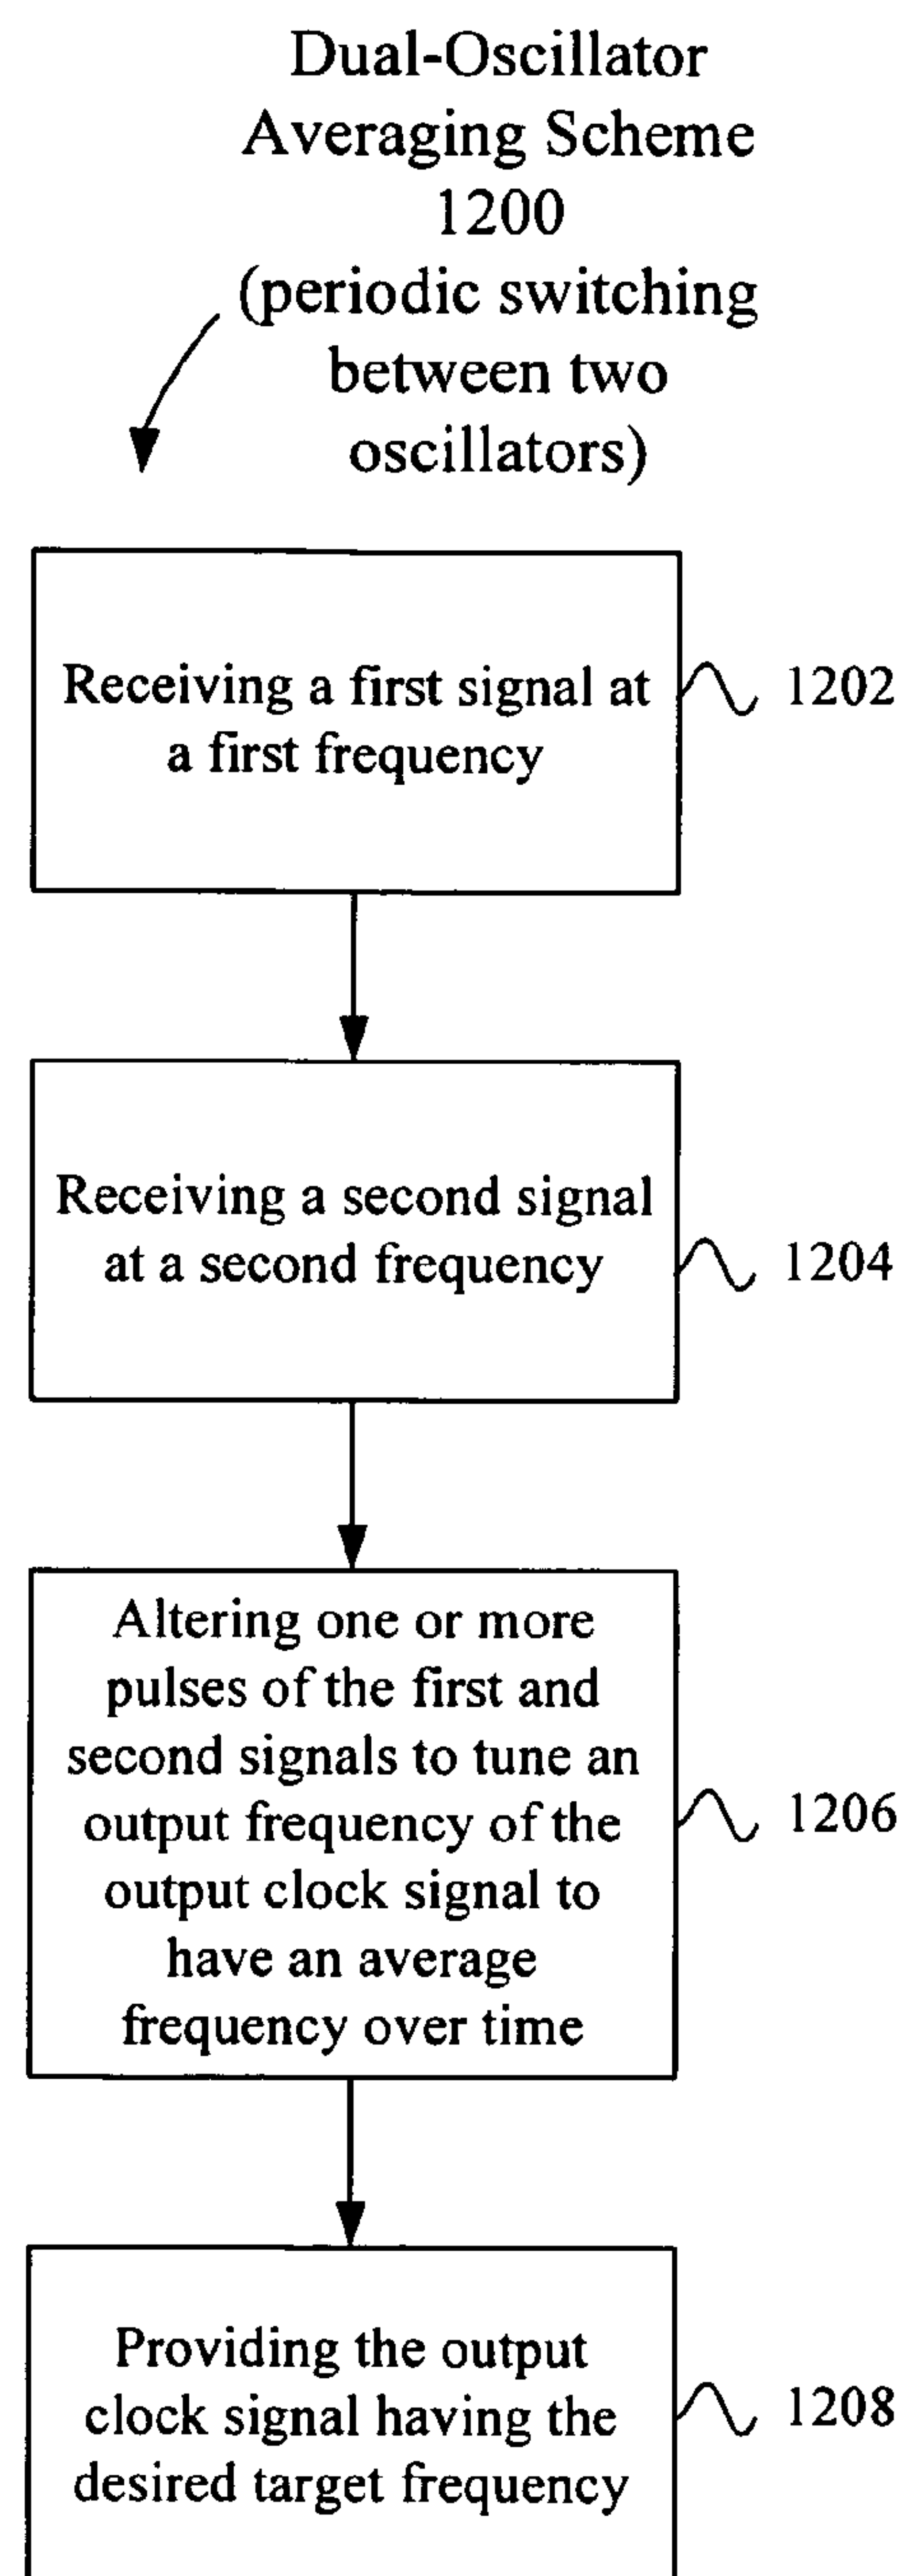 Dual-Oscillator
Averaging Scheme
1200
(periodic switching
between two
oscillators)
Receiving a first signal at
a first frequency
1202
Receiving a second signal
at a second frequency
1204
Altering one or more
pulses of the first and
second signals to tune an
output frequency of the
output clock signal to
have an average
frequency over time
1206
Providing the output
clock signal having the
desired target frequency
1208